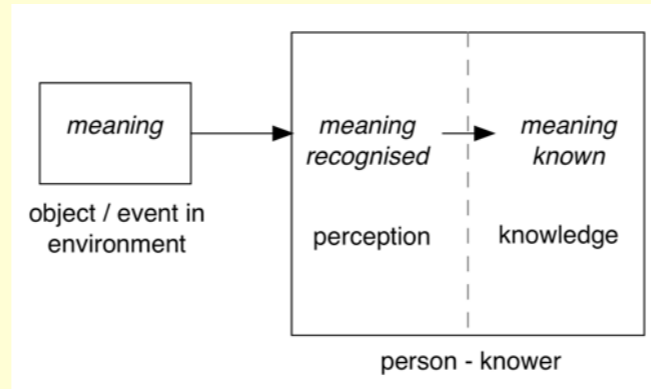 meaning
object / event in
environment
meaning
recognised
perception
meaning
known
knowledge
person - knower